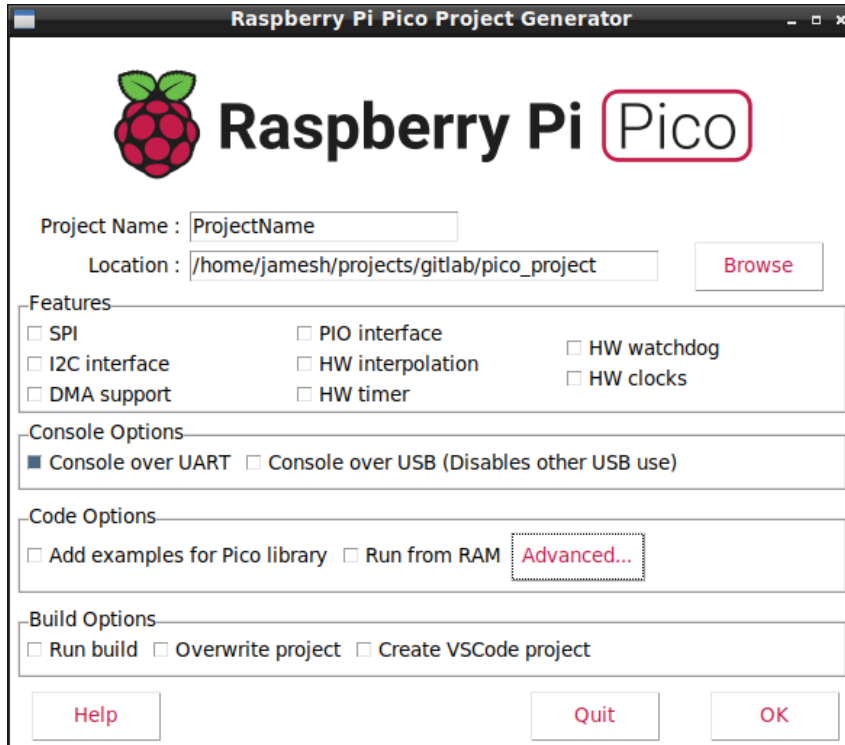 Raspberry Pi Pico Project Generator
Raspberry Pi Pico
Project Name : ProjectName
Location : /home/jamesh/projects/gitlab/pico_project Browse
Features
SPI PIO interface HW watchdog
I2C interface HW interpolation HW clocks
DMA support HW timer
Console Options
Console over UART Console over USB (Disables other USB use)
Code Options
Add examples for Pico library Run from RAM Advanced...
Build Options
Run build Overwrite project Create VSCode project
Help Quit OK